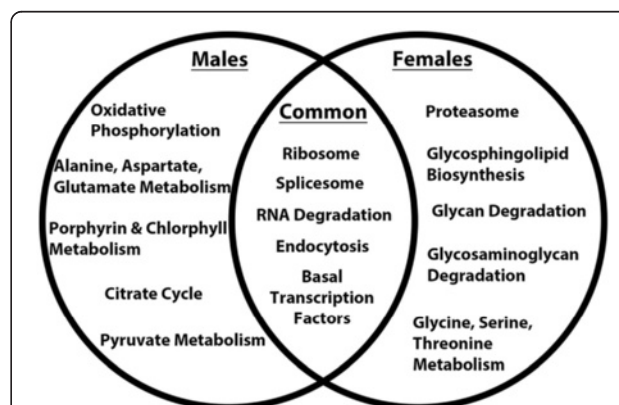 Males
Females
Common
Oxidative
Phosphorylation
Alanine, Aspartate,
Glutamate Metabolism
Porphyrin & Chlorphyll
Metabolism
Citrate Cycle
Pyruvate Metabolism
Ribosome
Splicesome
RNA Degradation
Endocytosis
Basal
Transcription
Factors
Proteasome
Glycosphingolipid
Biosynthesis
Glycan Degradation
Glycosaminoglycan
Degradation
Glycine, Serine,
Threonine
Metabolism